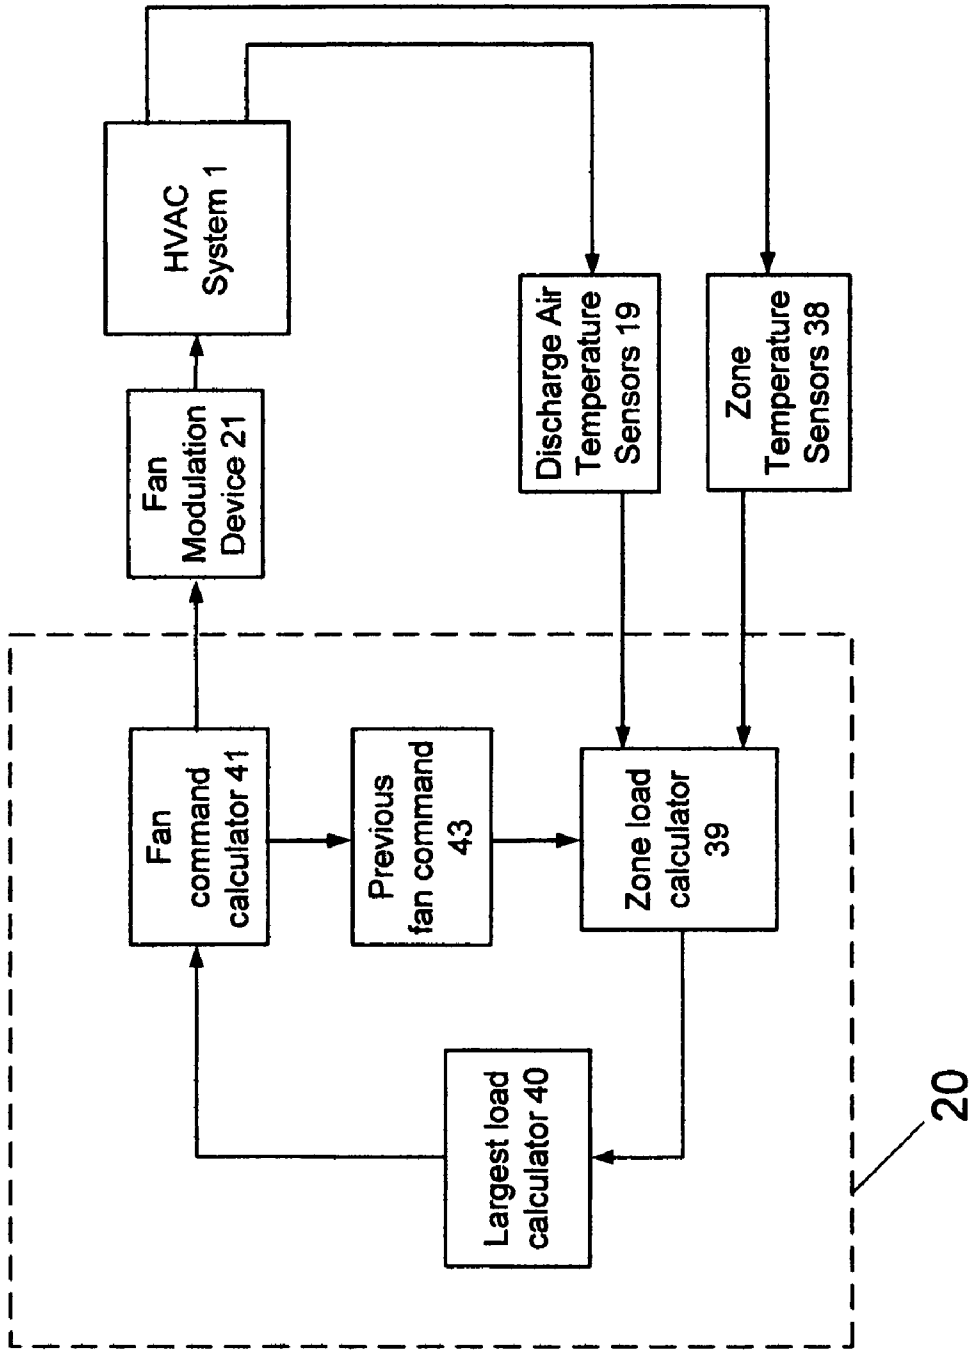 HVAC
System 1
Fan
Modulation
Device 21
Discharge Air
Temperature
Sensors 19
Zone
Temperature
Sensors 38
Fan
command
calculator 41
Previous
fan command
43
Zone load
calculator
39
Largest load
calculator 40
20